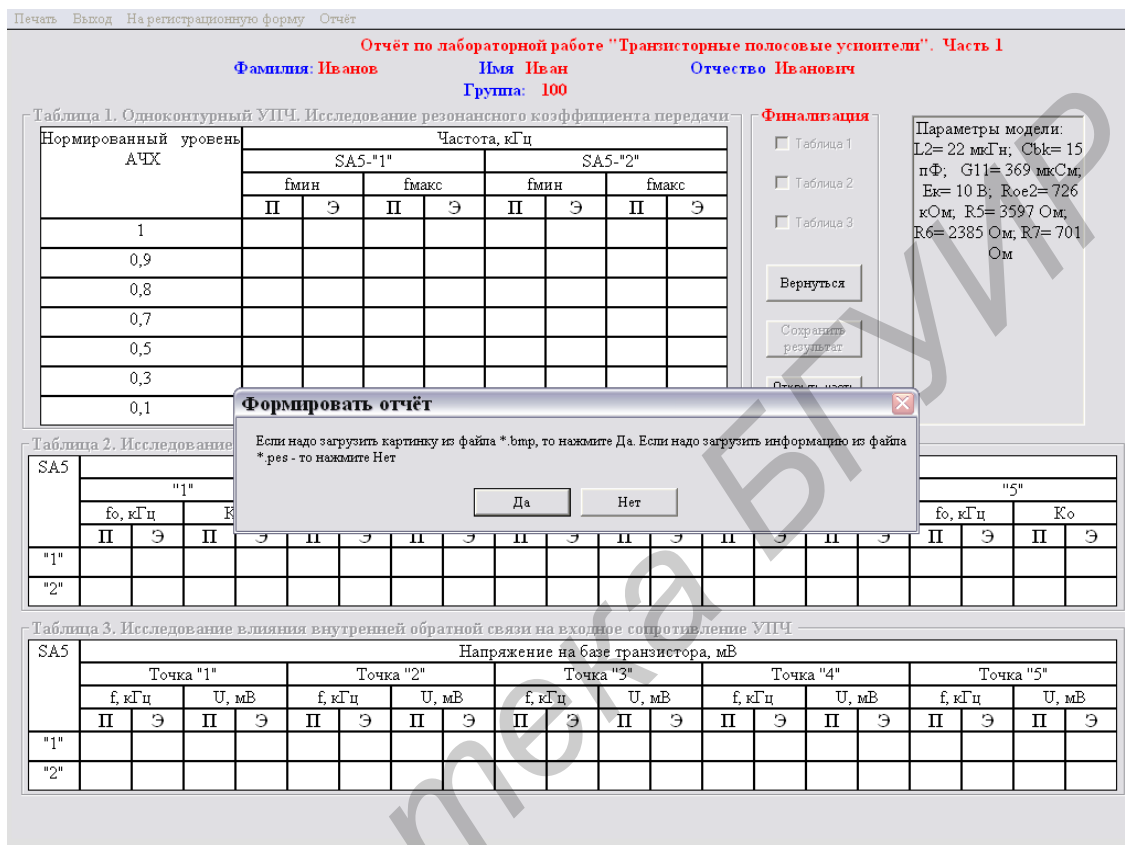 Печать Выход На регистрационную форму Отчёт
Отчёт по лабораторной работе "Транзисторные полосовые усиоители". Часть 1
Фамилия: Иванов Имя Иван Отчество Иванович
Группа: 100
Таблица 1. Одноконтурный УПЧ. Исследование резонансного коэффициента передачи
Нормированный уровень АЧХ
Частота, кГц
SA5-"1" SA5-"2"
fмин fмакс fмин fмакс
П Э П Э П Э П Э
1
0,9
0,8
0,7
0,5
0,3
0,1
Финализация
Таблица 1
Таблица 2
Таблица 3
Вернуться
Сохранить
результат
Открыть часть
Параметры модели:
L2= 22 мкГн; Cbk= 15
пФ; G11= 369 мкСм;
Ек= 10 В; Roe2= 726
кОм; R5= 3597 Ом;
R6= 2385 Ом; R7= 701
Ом
Формировать отчёт
Если надо загрузить картинку из файла *.bmp, то нажмите Да. Если надо загрузить информацию из файла
*.pes - то нажмите Нет
Да Нет
Таблица 2. Исследование
SA5
"1" "5"
fо, кГц К fо, кГц Ко
П Э П Э П Э П Э П Э П Э П Э П Э П Э П Э
"1"
"2"
Таблица 3. Исследование влияния внутренней обратной связи на входное сопротивление УПЧ
SA5 Напряжение на базе транзистора, мВ
Точка "1" Точка "2" Точка "3" Точка "4" Точка "5"
f, кГц U, мВ f, кГц U, мВ f, кГц U, мВ f, кГц U, мВ f, кГц U, мВ
П Э П Э П Э П Э П Э П Э П Э П Э П Э П Э
"1"
"2"
тека БГУИР